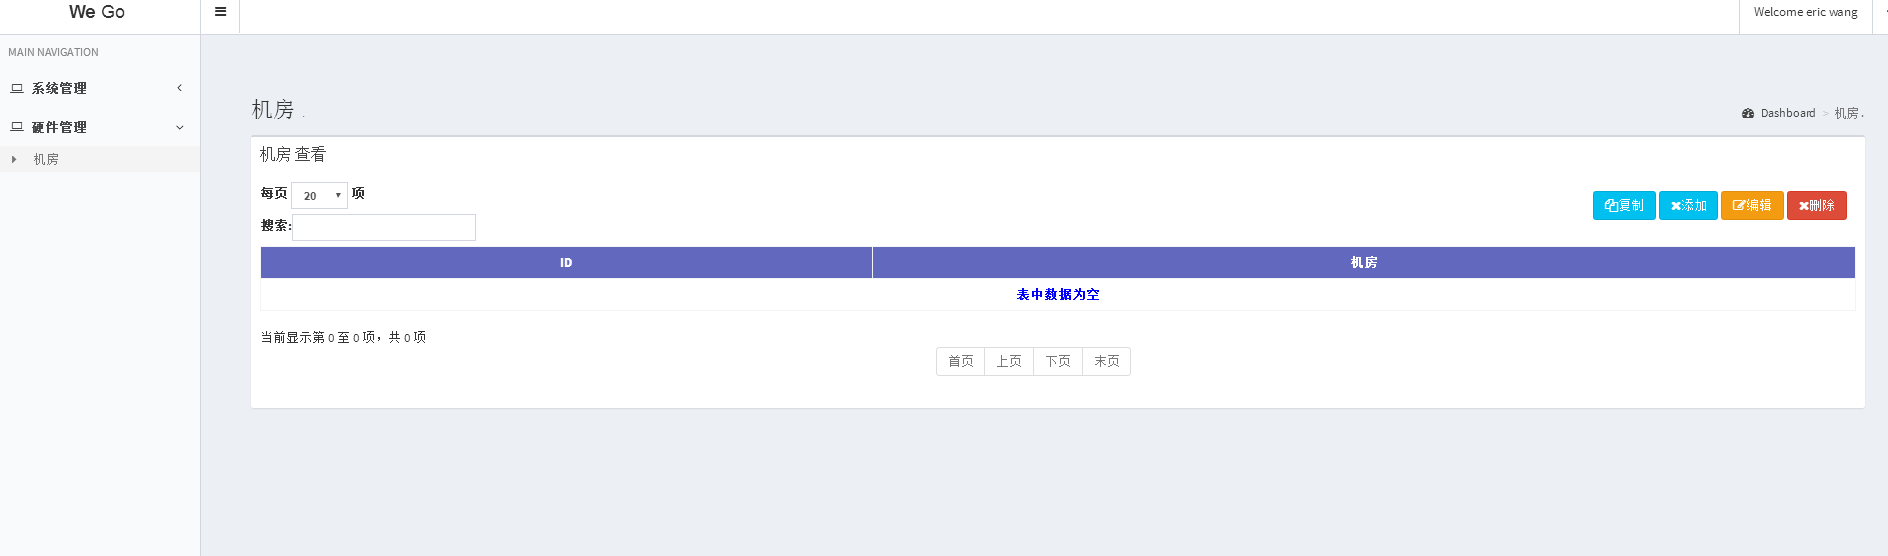 We Go
Welcome eric wang
MAIN NAVIGATION
系统管理
硬件管理
机房
机房 .
Dashboard > 机房 .
机房 查看
每页 20 项
复制 添加 编辑 删除
搜索:
ID 机房
表中数据为空
当前显示第 0 至 0 项，共 0 项
首页 上页 下页 末页